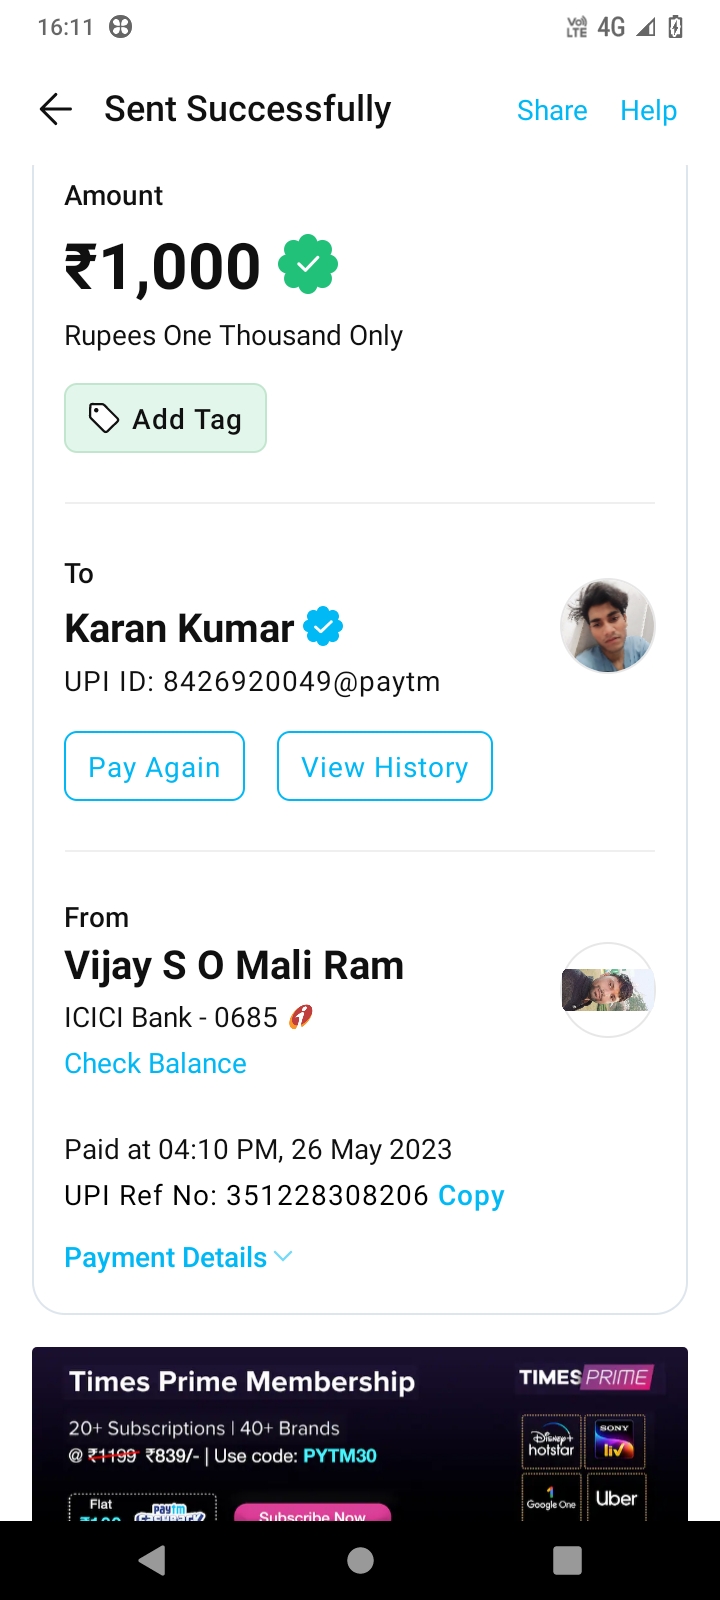 16:11 Vo) LTE 4G
Sent Successfully Share Help
Amount
₹1,000
Rupees One Thousand Only
Add Tag
To
Karan Kumar
UPI ID: 8426920049@paytm
Pay Again View History
From
Vijay S O Mali Ram
ICICI Bank - 0685
Check Balance
Paid at 04:10 PM, 26 May 2023
UPI Ref No: 351228308206 Copy
Payment Details
Times Prime Membership TIMES PRIME
20+ Subscriptions | 40+ Brands
@ ₹1199 ₹839/- | Use code: PYTM30
Disney+ hotstar SONY liv
Flat paytm Subscribe Now
Google One Uber